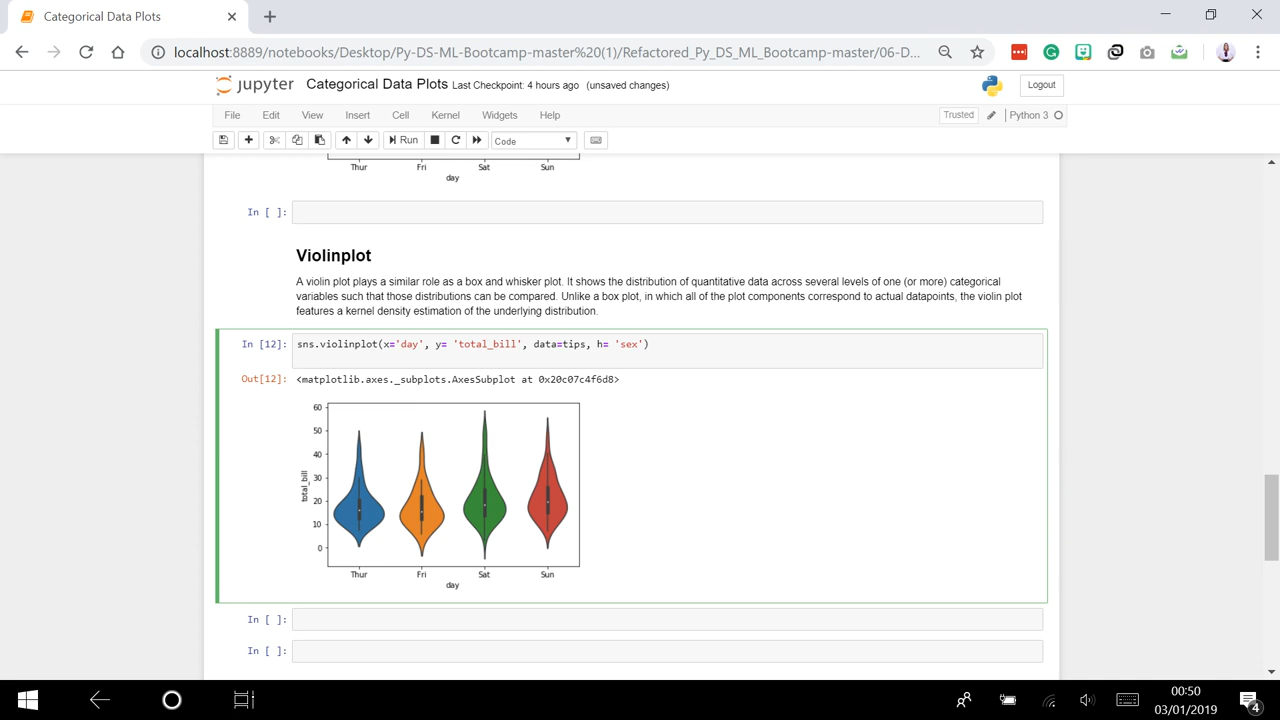 Categorical Data Plots
localhost:8889/notebooks/Desktop/Py-DS-ML-Bootcamp-master%20(1)/Refactored_Py_DS_ML_Bootcamp-master/06-D...
jupyter Categorical Data Plots Last Checkpoint: 4 hours ago (unsaved changes) Logout
File Edit View Insert Cell Kernel Widgets Help Trusted Python 3
Run Code
Thur Fri Sat Sun
day
In [ ]:
Violinplot
A violin plot plays a similar role as a box and whisker plot. It shows the distribution of quantitative data across several levels of one (or more) categorical
variables such that those distributions can be compared. Unlike a box plot, in which all of the plot components correspond to actual datapoints, the violin plot
features a kernel density estimation of the underlying distribution.
In [12]: sns.violinplot(x='day', y= 'total_bill', data=tips, h= 'sex')
Out[12]: <matplotlib.axes._subplots.AxesSubplot at 0x20c07c4f6d8>
60
50
40
30
20
10
0
total_bill
Thur Fri Sat Sun
day
In [ ]:
In [ ]:
00:50
03/01/2019
4